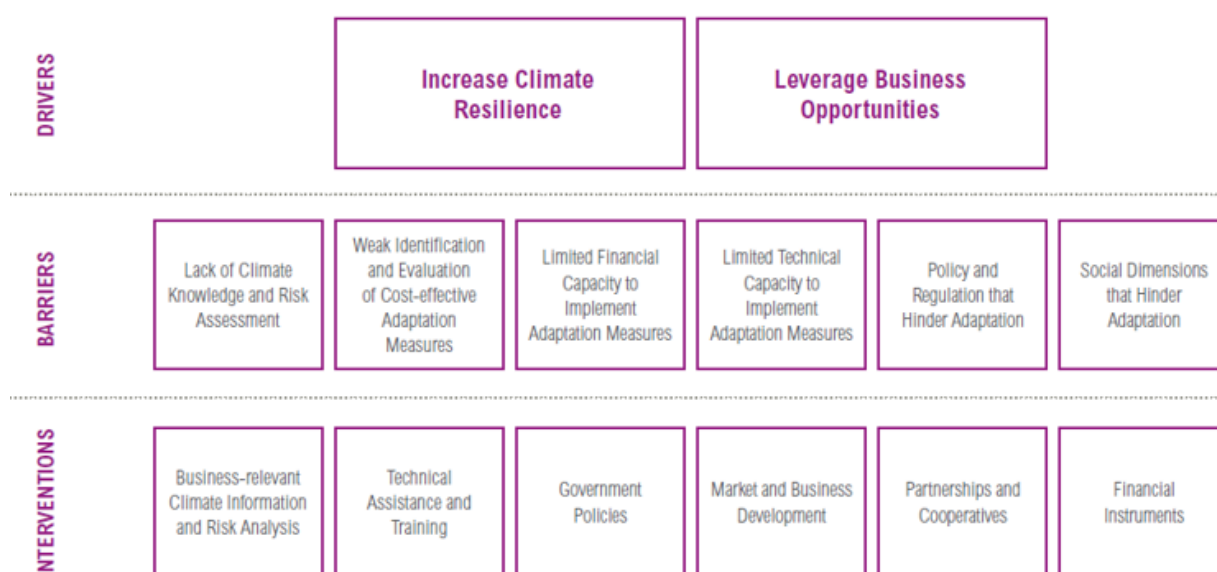 DRIVERS
Increase Climate
Resilience
Leverage Business
Opportunities
BARRIERS
Lack of Climate
Knowledge and Risk
Assessment
Weak Identification
and Evaluation
of Cost-effective
Adaptation
Measures
Limited Financial
Capacity to
Implement
Adaptation Measures
Limited Technical
Capacity to
Implement
Adaptation Measures
Policy and
Regulation that
Hinder Adaptation
Social Dimensions
that Hinder
Adaptation
NTERVENTIONS
Business-relevant
Climate Information
and Risk Analysis
Technical
Assistance and
Training
Government
Policies
Market and Business
Development
Partnerships and
Cooperatives
Financial
Instruments